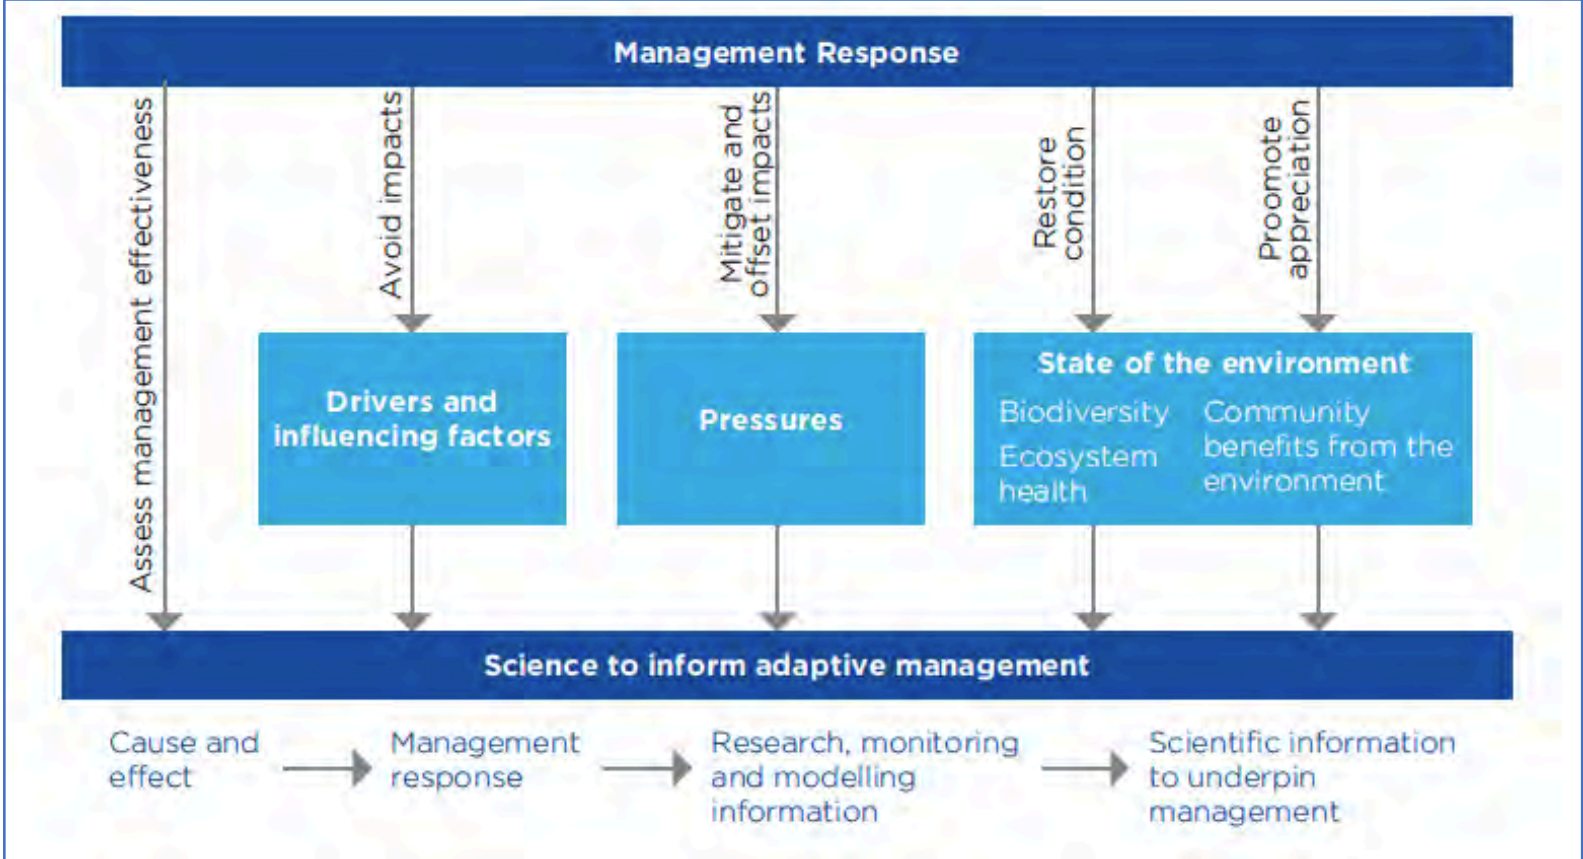 Management Response
Assess management effectiveness
Avoid impacts
Mitigate and
offset impacts
Restore
condition
Proomote
appreciation
Drivers and
influencing factors
Pressures
State of the environment
Biodiversity
Ecosystem
health
Community
benefits from the
environment
Science to inform adaptive management
Cause and
effect
Management
response
Research, monitoring
and modelling
information
Scientific information
to underpin
management